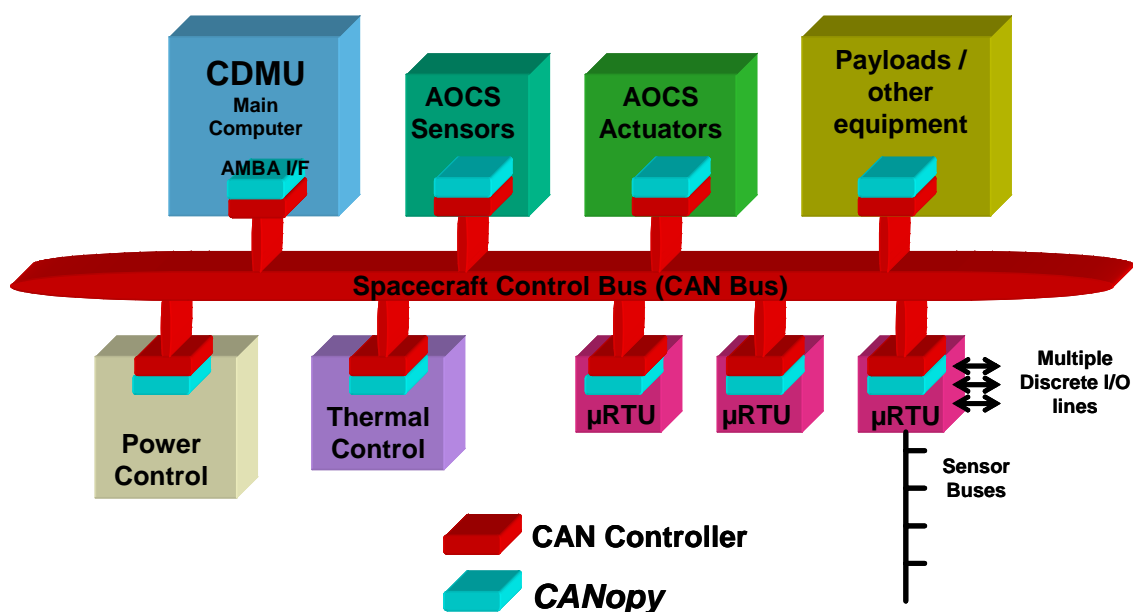 CDMU
Main
Computer
AMBA I/F
AOCS
Sensors
AOCS
Actuators
Payloads /
other
equipment
Spacecraft Control Bus (CAN Bus)
Power
Control
Thermal
Control
µRTU
µRTU
µRTU
Multiple
Discrete I/O
lines
Sensor
Buses
CAN Controller
CANopy